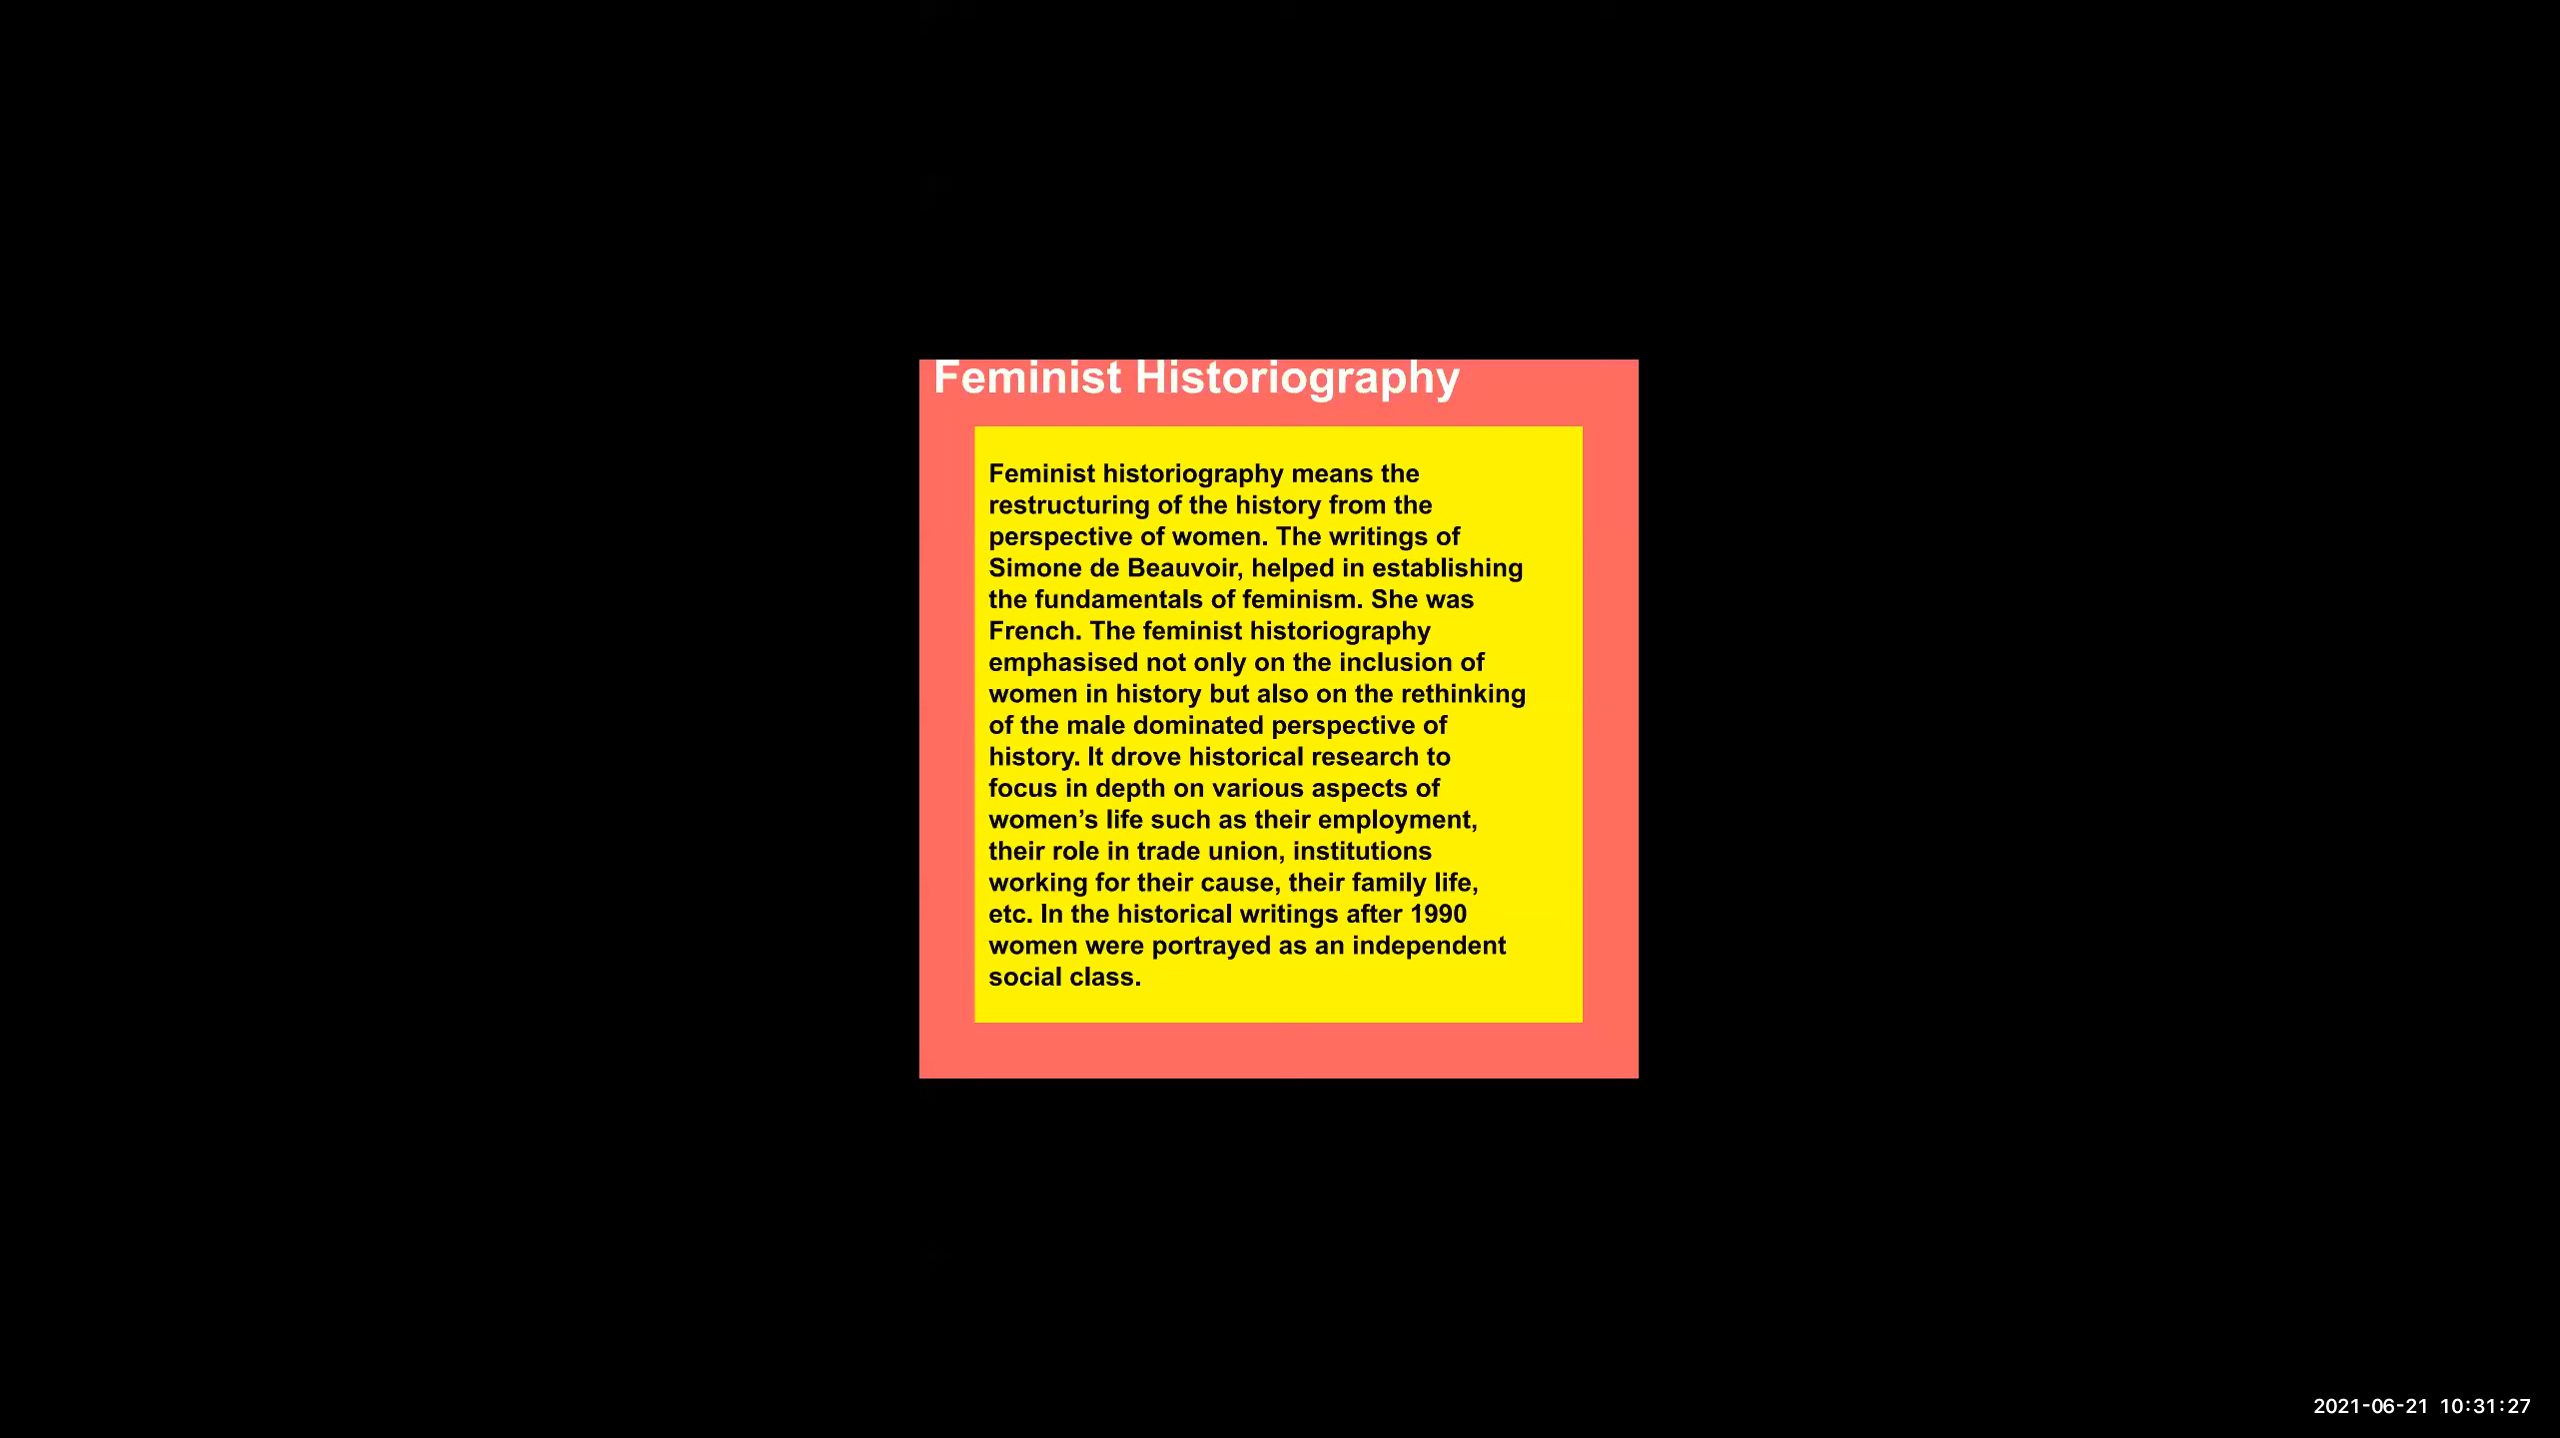 Feminist Historiography
Feminist historiography means the
restructuring of the history from the
perspective of women. The writings of
Simone de Beauvoir, helped in establishing
the fundamentals of feminism. She was
French. The feminist historiography
emphasised not only on the inclusion of
women in history but also on the rethinking
of the male dominated perspective of
history. It drove historical research to
focus in depth on various aspects of
women’s life such as their employment,
their role in trade union, institutions
working for their cause, their family life,
etc. In the historical writings after 1990
women were portrayed as an independent
social class.
2021-06-21 10:31:27